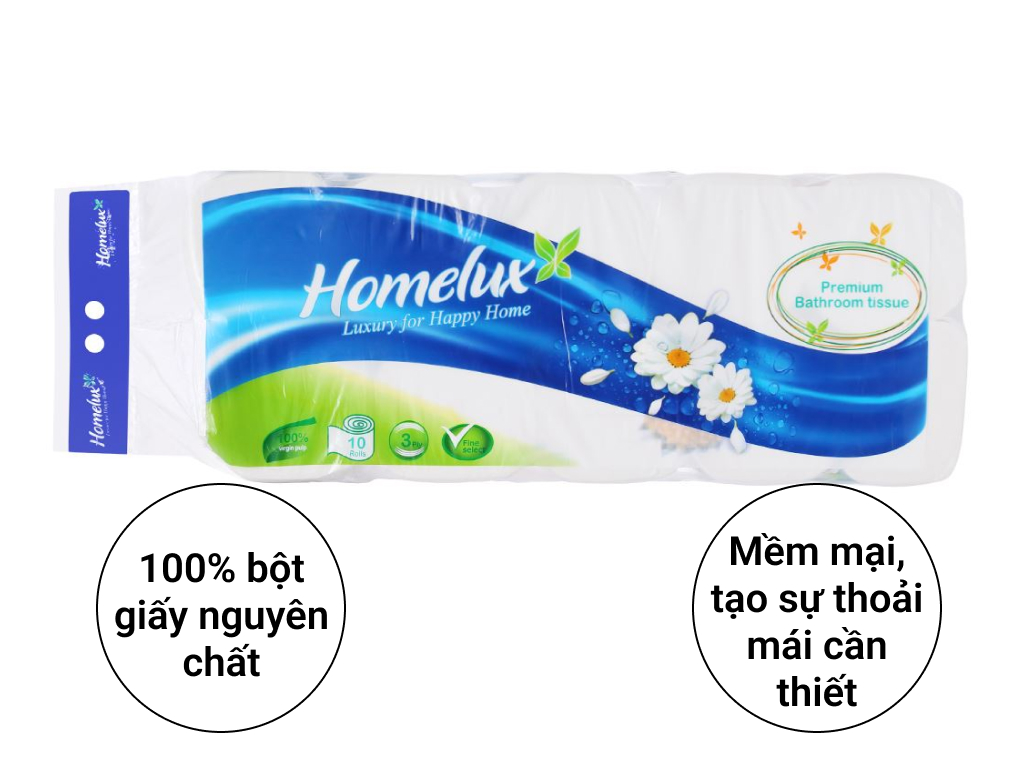 Homelux
Homelux
Homelux
Luxury for Happy Home
Premium
Bathroom tissue
100%
virgin pulp
10
Rolls
3 Ply
Fine
select
100% bột
giấy nguyên
chất
Mềm mại,
tạo sự thoải
mái cần
thiết